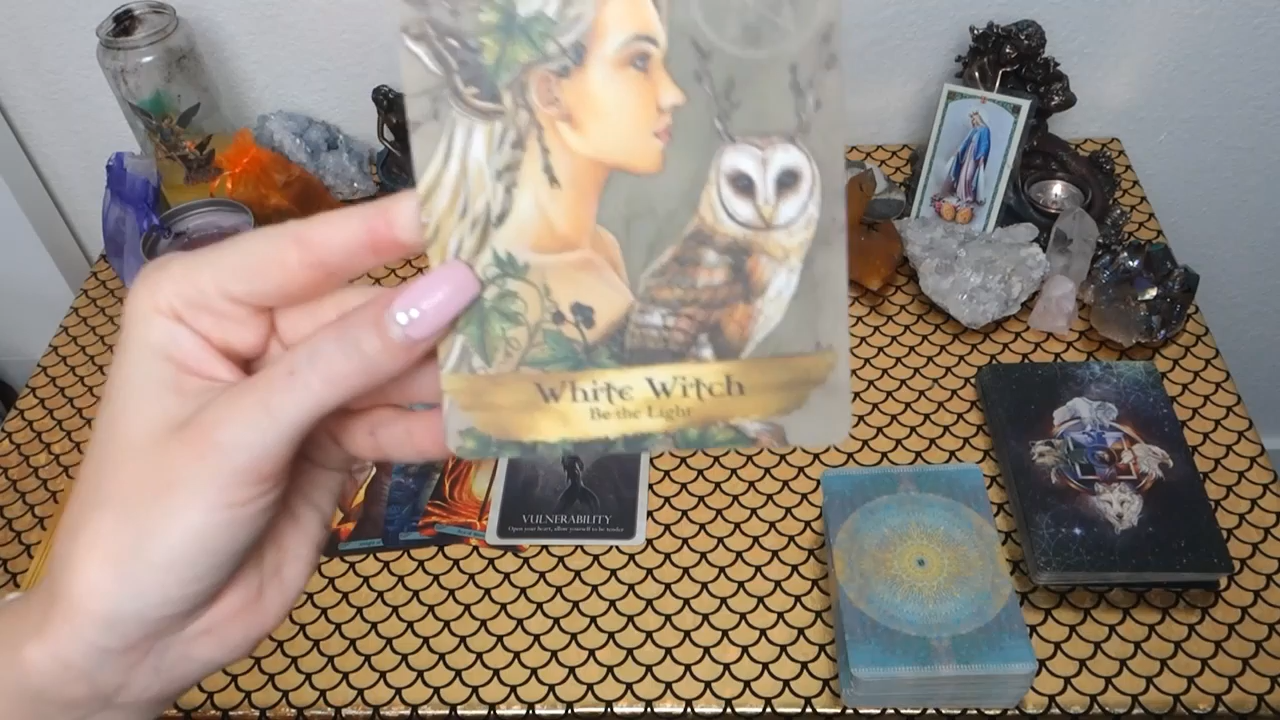 White Witch
Be the Light
VULNERABILITY
Open your heart, allow yourself to be tender